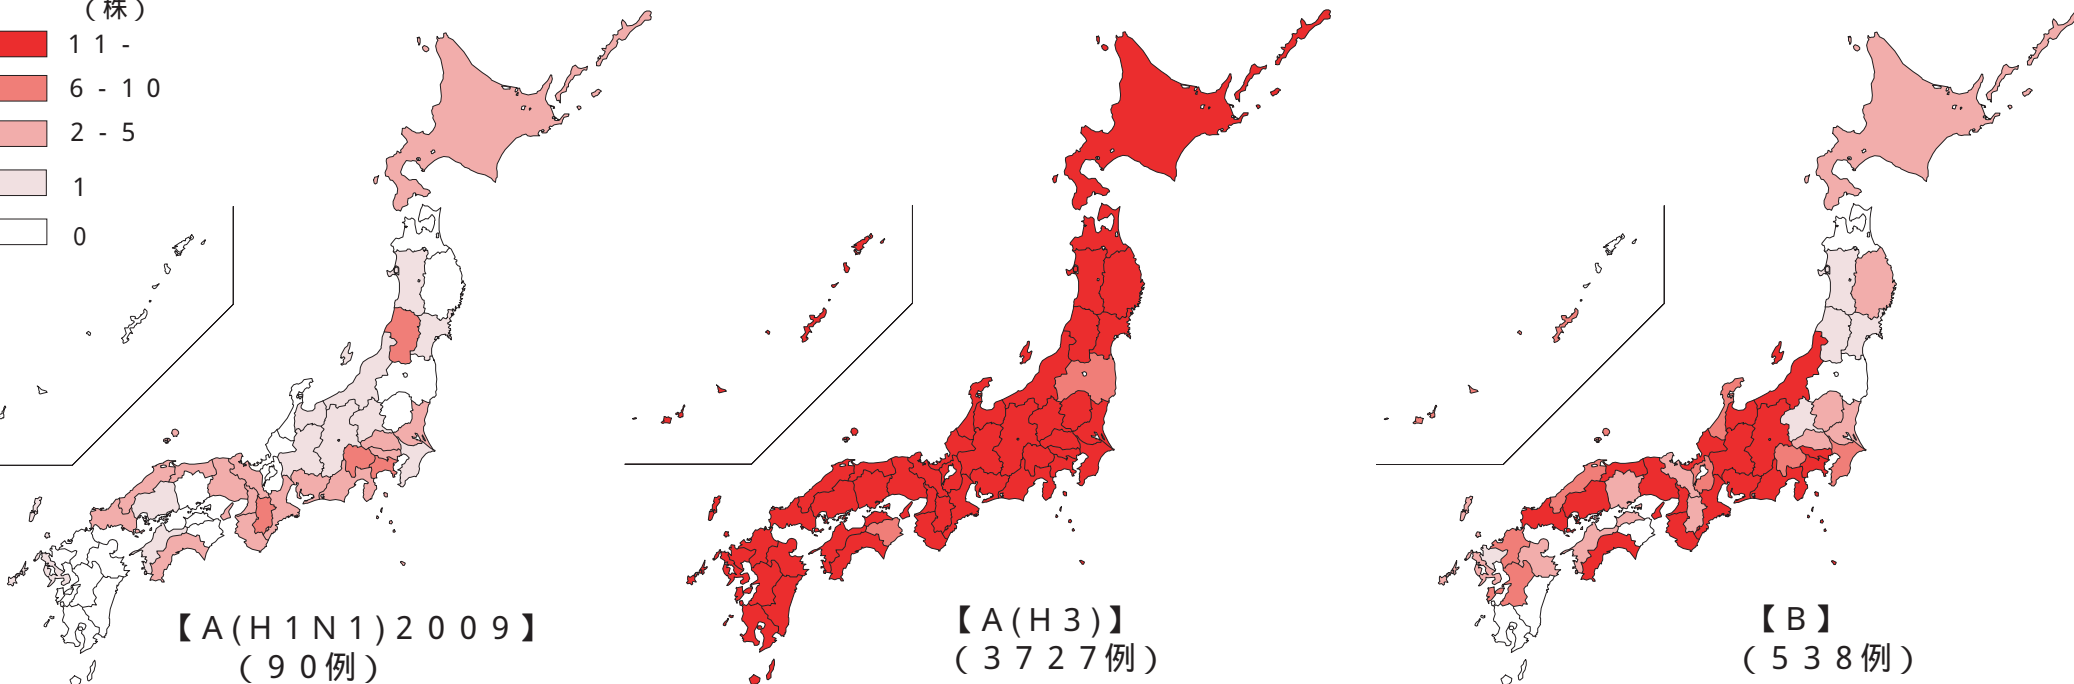 （株）
１１-
６-１０
２-５
１
０
【Ａ(Ｈ１Ｎ１)２００９】
（９０例）
【Ａ(Ｈ３)】
（３７２７例）
【Ｂ】
（５３８例）